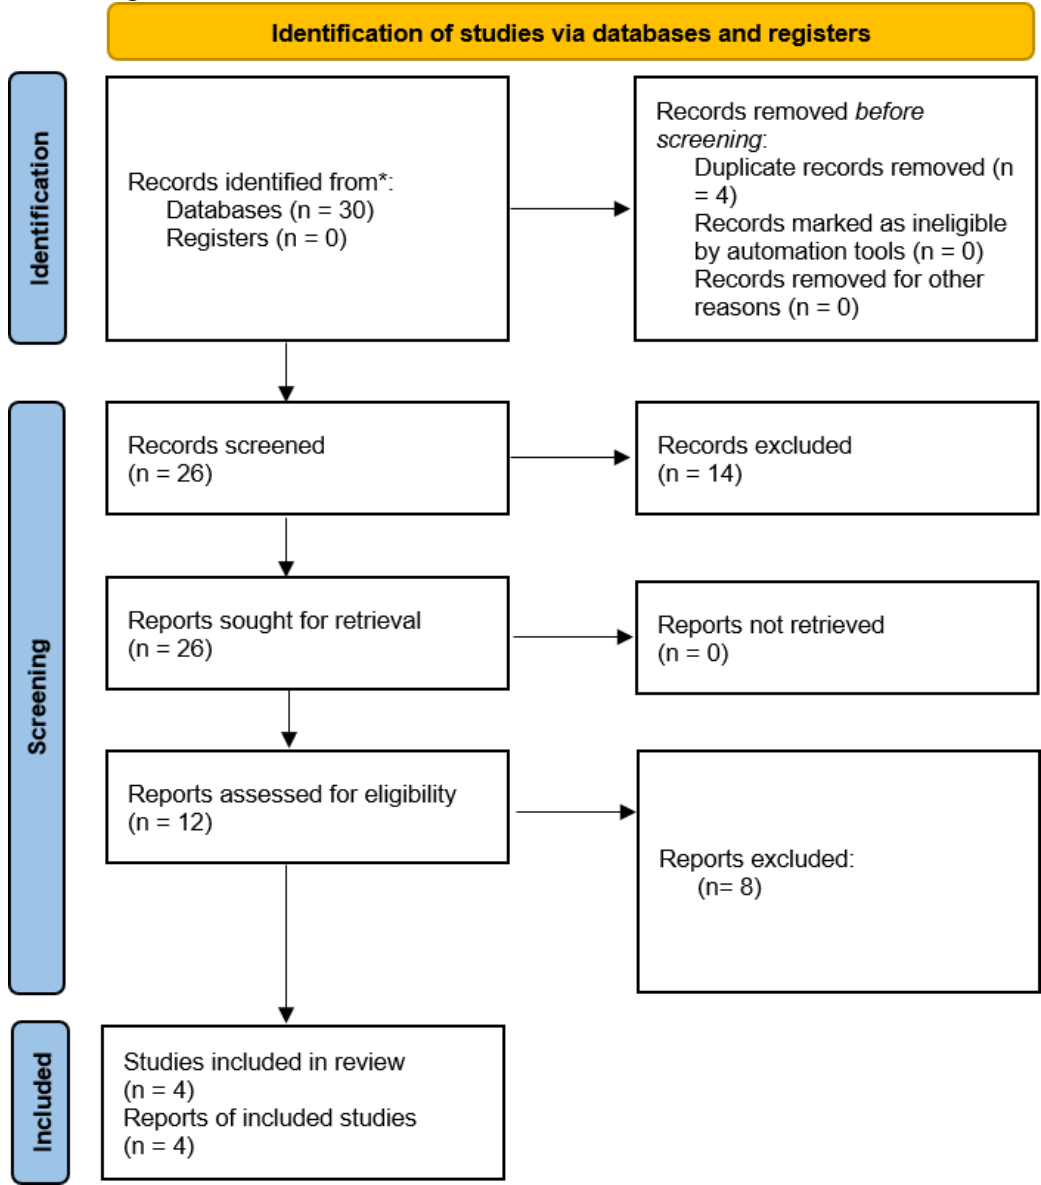 Identification of studies via databases and registers
Identification
Records identified from*:
Databases (n = 30)
Registers (n = 0)
Records removed before
screening:
Duplicate records removed (n
= 4)
Records marked as ineligible
by automation tools (n = 0)
Records removed for other
reasons (n = 0)
Screening
Records screened
(n = 26)
Records excluded
(n = 14)
Reports sought for retrieval
(n = 26)
Reports not retrieved
(n = 0)
Reports assessed for eligibility
(n = 12)
Reports excluded:
(n= 8)
Included
Studies included in review
(n = 4)
Reports of included studies
(n = 4)